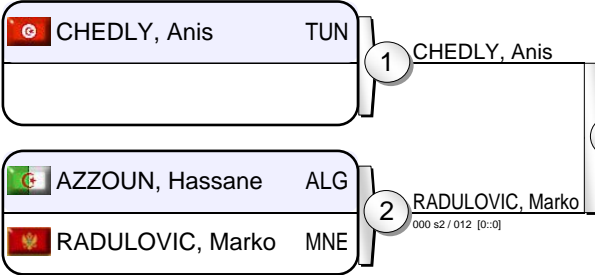 CHEDLY, Anis TUN
1
CHEDLY, Anis
AZZOUN, Hassane ALG
RADULOVIC, Marko MNE
2
RADULOVIC, Marko
000 s2 / 012 [0::0]